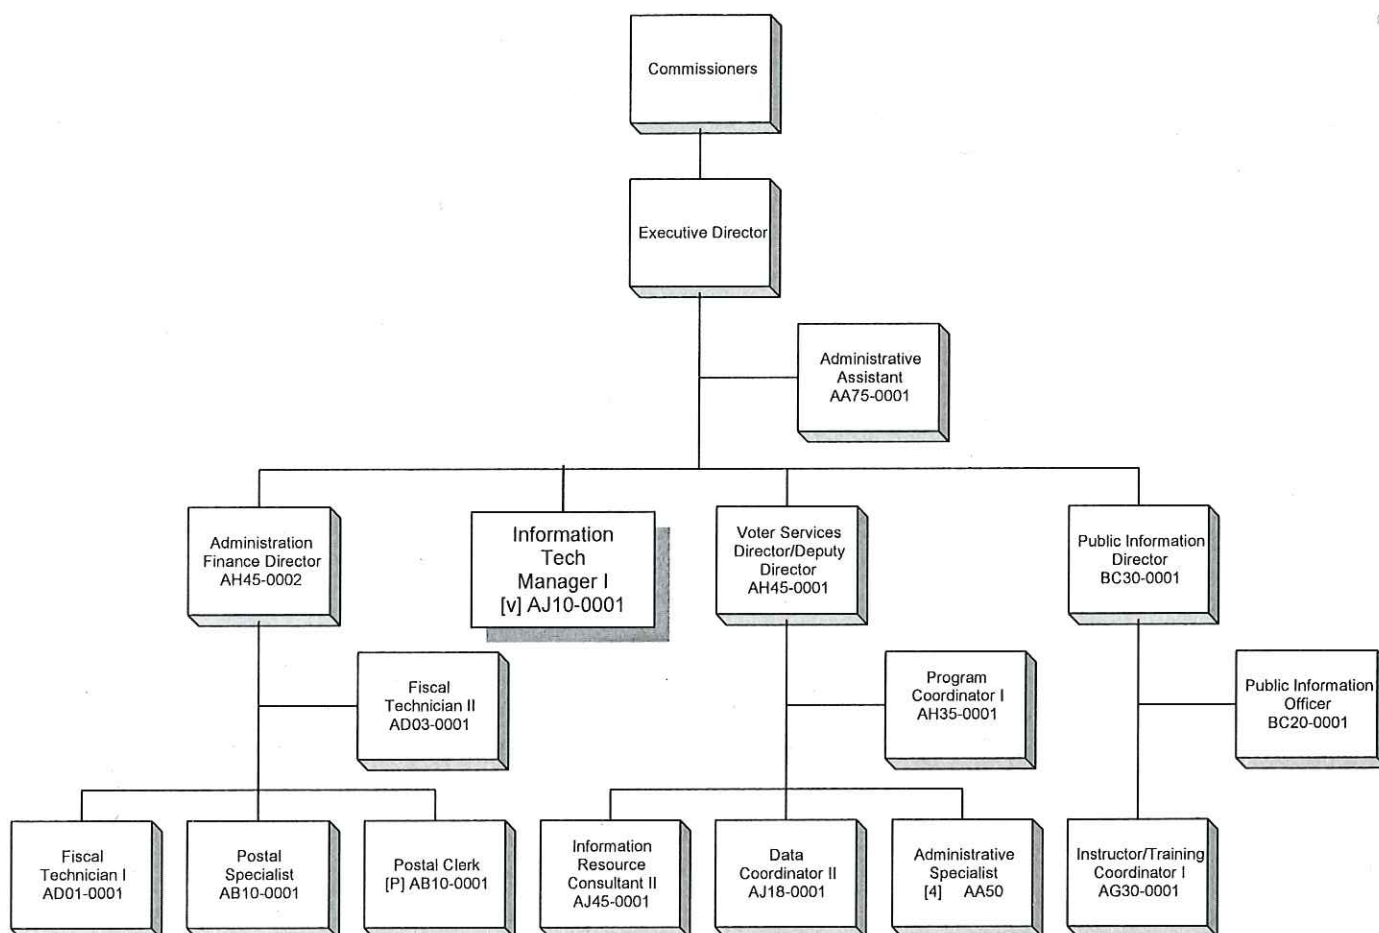 Commissioners
Executive Director
Administrative
Assistant
AA75-0001
Administration
Finance Director
AH45-0002
Information
Tech
Manager I
[v] AJ10-0001
Voter Services
Director/Deputy
Director
AH45-0001
Public Information
Director
BC30-0001
Fiscal
Technician II
AD03-0001
Program
Coordinator I
AH35-0001
Public Information
Officer
BC20-0001
Fiscal
Technician I
AD01-0001
Postal
Specialist
AB10-0001
Postal Clerk
[P] AB10-0001
Information
Resource
Consultant II
AJ45-0001
Data
Coordinator II
AJ18-0001
Administrative
Specialist
[4] AA50
Instructor/Training
Coordinator I
AG30-0001